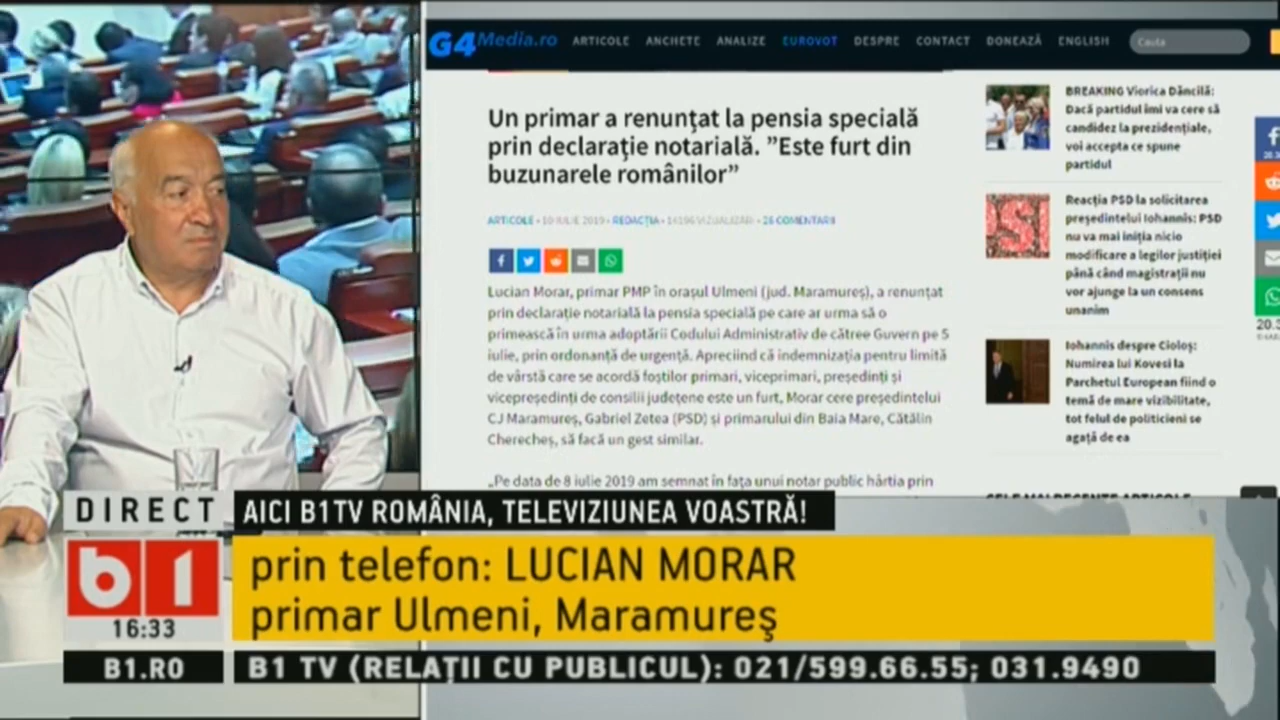 G4Media.ro ARTICOLE ANCHETE ANALIZE EUROVOT DESPRE CONTACT DONEAZĂ ENGLISH Cauta
Un primar a renunțat la pensia specială
prin declarație notarială. ”Este furt din
buzunarele românilor”
ARTICOLE • 10 IULIE 2019 • REDACȚIA • 14196 VIZUALIZĂRI • 26 COMENTARII
Lucian Morar, primar PMP în orașul Ulmeni (jud. Maramureș), a renunțat
prin declarație notarială la pensia specială pe care ar urma să o
primească în urma adoptării Codului Administrativ de către Guvern pe 5
iulie, prin ordonanță de urgență. Apreciind că indemnizația pentru limită
de vârstă care se acordă foștilor primari, viceprimari, președinți și
vicepreședinți de consilii județene este un furt, Morar cere președintelui
CJ Maramureș, Gabriel Zetea (PSD) și primarului din Baia Mare, Cătălin
Cherecheș, să facă un gest similar.
„Pe data de 8 iulie 2019 am semnat în fața unui notar public hârtia prin
BREAKING Viorica Dăncilă:
Dacă partidul îmi va cere să
candidez la prezidențiale,
voi accepta ce spune
partidul
Reacția PSD la solicitarea
președintelui Iohannis: PSD
nu va mai iniția nicio
modificare a legilor justiției
până când magistrații nu
vor ajunge la un consens
unanim
Iohannis despre Cioloș:
Numirea lui Kovesi la
Parchetul European fiind o
temă de mare vizibilitate,
tot felul de politicieni se
agață de ea
CELE MAI RECENTE ARTICOLE
20.3
DIRECT
AICI B1TV ROMÂNIA, TELEVIZIUNEA VOASTRĂ!
b1
prin telefon: LUCIAN MORAR
primar Ulmeni, Maramureş
16:33
B1.RO
B1 TV (RELAȚII CU PUBLICUL): 021/599.66.55; 031.9490